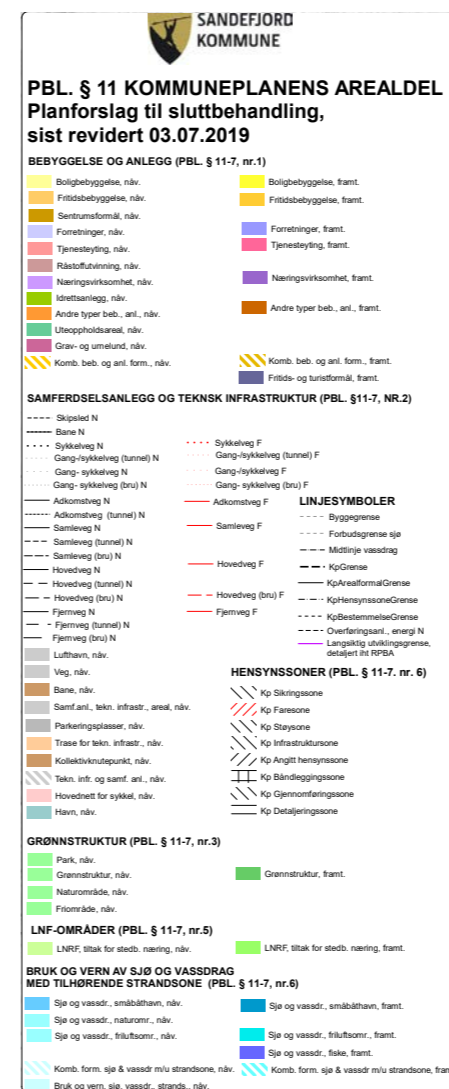 SANDEFJORD
KOMMUNE
PBL. § 11 KOMMUNEPLANENS AREALDEL
Planforslag til sluttbehandling,
sist revidert 03.07.2019
BEBYGGELSE OG ANLEGG (PBL. § 11-7, nr.1)
Boligbebyggelse, nåv. Boligbebyggelse, framt.
Fritidsbebyggelse, nåv. Fritidsbebyggelse, framt.
Sentrumsformål, nåv.
Forretninger, nåv. Forretninger, framt.
Tjenesteyting, nåv. Tjenesteyting, framt.
Råstoffutvinning, nåv.
Næringsvirksomhet, nåv. Næringsvirksomhet, framt.
Idrettsanlegg, nåv.
Andre typer beb., anl., nåv. Andre typer beb., anl., framt.
Uteoppholdsareal, nåv.
Grav- og urnelund, nåv.
Komb. beb. og anl. form., nåv. Komb. beb. og anl. form., framt.
Fritids- og turistformål, framt.
SAMFERDSELSANLEGG OG TEKNSK INFRASTRUKTUR (PBL. §11-7, NR.2)
Skipsled N
Bane N
Sykkelveg N Sykkelveg F
Gang-/sykkelveg (tunnel) N Gang-/sykkelveg (tunnel) F
Gang- sykkelveg N Gang-/sykkelveg F
Gang- sykkelveg (bru) N Gang- sykkelveg (bru) F
Adkomstveg N Adkomstveg F
Adkomstveg (tunnel) N
Samleveg N Samleveg F
Samleveg (tunnel) N
Samleveg (bru) N
Hovedveg N Hovedveg F
Hovedveg (tunnel) N
Hovedveg (bru) N Hovedveg (bru) F
Fjernveg N Fjernveg F
Fjernveg (tunnel) N
Fjernveg (bru) N
LINJESYMBOLER
Byggegrense
Forbudsgrense sjø
Midtlinje vassdrag
KpGrense
KpArealformålGrense
KpHensynssoneGrense
KpBestemmelseGrense
Overføringsanl., energi N
Langsiktig utviklingsgrense,
detaljert iht RPBA
Lufthavn, nåv.
Veg, nåv.
Bane, nåv.
Samf.anl., tekn. infrastr., areal, nåv.
Parkeringsplasser, nåv.
Trase for tekn. infrastr., nåv.
Kollektivknutepunkt, nåv.
Tekn. infr. og samf. anl., nåv.
Hovednett for sykkel, nåv.
Havn, nåv.
HENSYNSSONER (PBL. § 11-7. nr. 6)
Kp Sikringssone
Kp Faresone
Kp Støysone
Kp Infrastruktursone
Kp Angitt hensynssone
Kp Båndleggingssone
Kp Gjennomføringssone
Kp Detaljeringssone
GRØNNSTRUKTUR (PBL. § 11-7, nr.3)
Park, nåv.
Grønnstruktur, nåv. Grønnstruktur, framt.
Naturområde, nåv.
Friområde, nåv.
LNF-OMRÅDER (PBL. § 11-7, nr.5)
LNRF, tiltak for stedb. næring, nåv. LNRF, tiltak for stedb. næring, framt.
BRUK OG VERN AV SJØ OG VASSDRAG
MED TILHØRENDE STRANDSONE (PBL. § 11-7, nr.6)
Sjø og vassdr., småbåthavn, nåv. Sjø og vassdr., småbåthavn, framt.
Sjø og vassdr., naturomr., nåv.
Sjø og vassdr., friluftsomr., nåv. Sjø og vassdr., friluftsomr., framt.
Sjø og vassdr., fiske, framt.
Komb. form. sjø & vassdr m/u strandsone, nåv. Komb. form. sjø & vassdr m/u strandsone, fram
Bruk og vern. sjø. vassdr., strands., nåv.